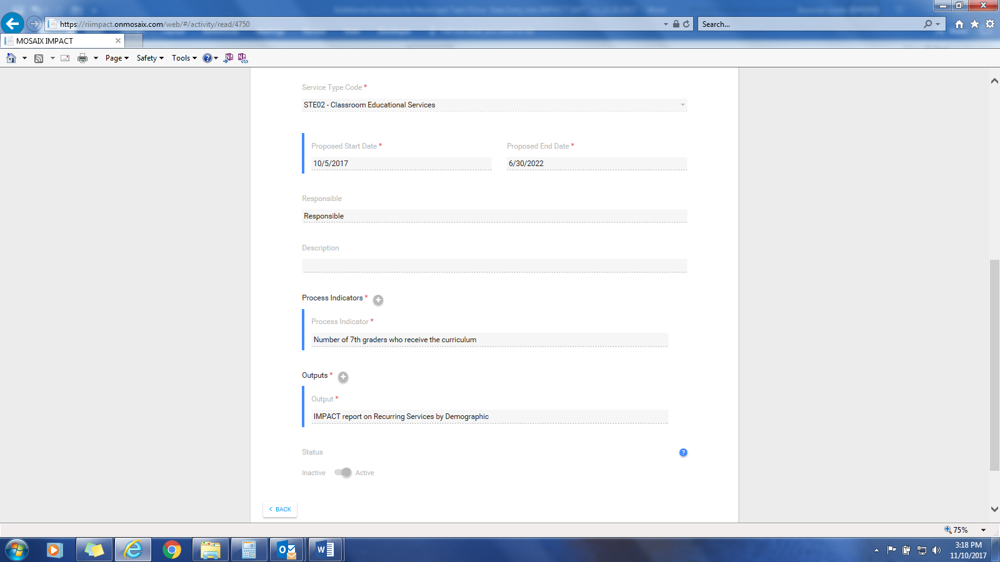 https://riimpact.onmosaix.com/web/#/activity/read/4750
Search...
MOSAIX IMPACT
Page
Safety
Tools
Service Type Code *
STE02 - Classroom Educational Services
Proposed Start Date * Proposed End Date *
10/5/2017 6/30/2022
Responsible
Responsible
Description
Process Indicators *
Process Indicator *
Number of 7th graders who receive the curriculum
Outputs *
Output *
IMPACT report on Recurring Services by Demographic
Status
Inactive Active
BACK
75%
3:18 PM
11/10/2017